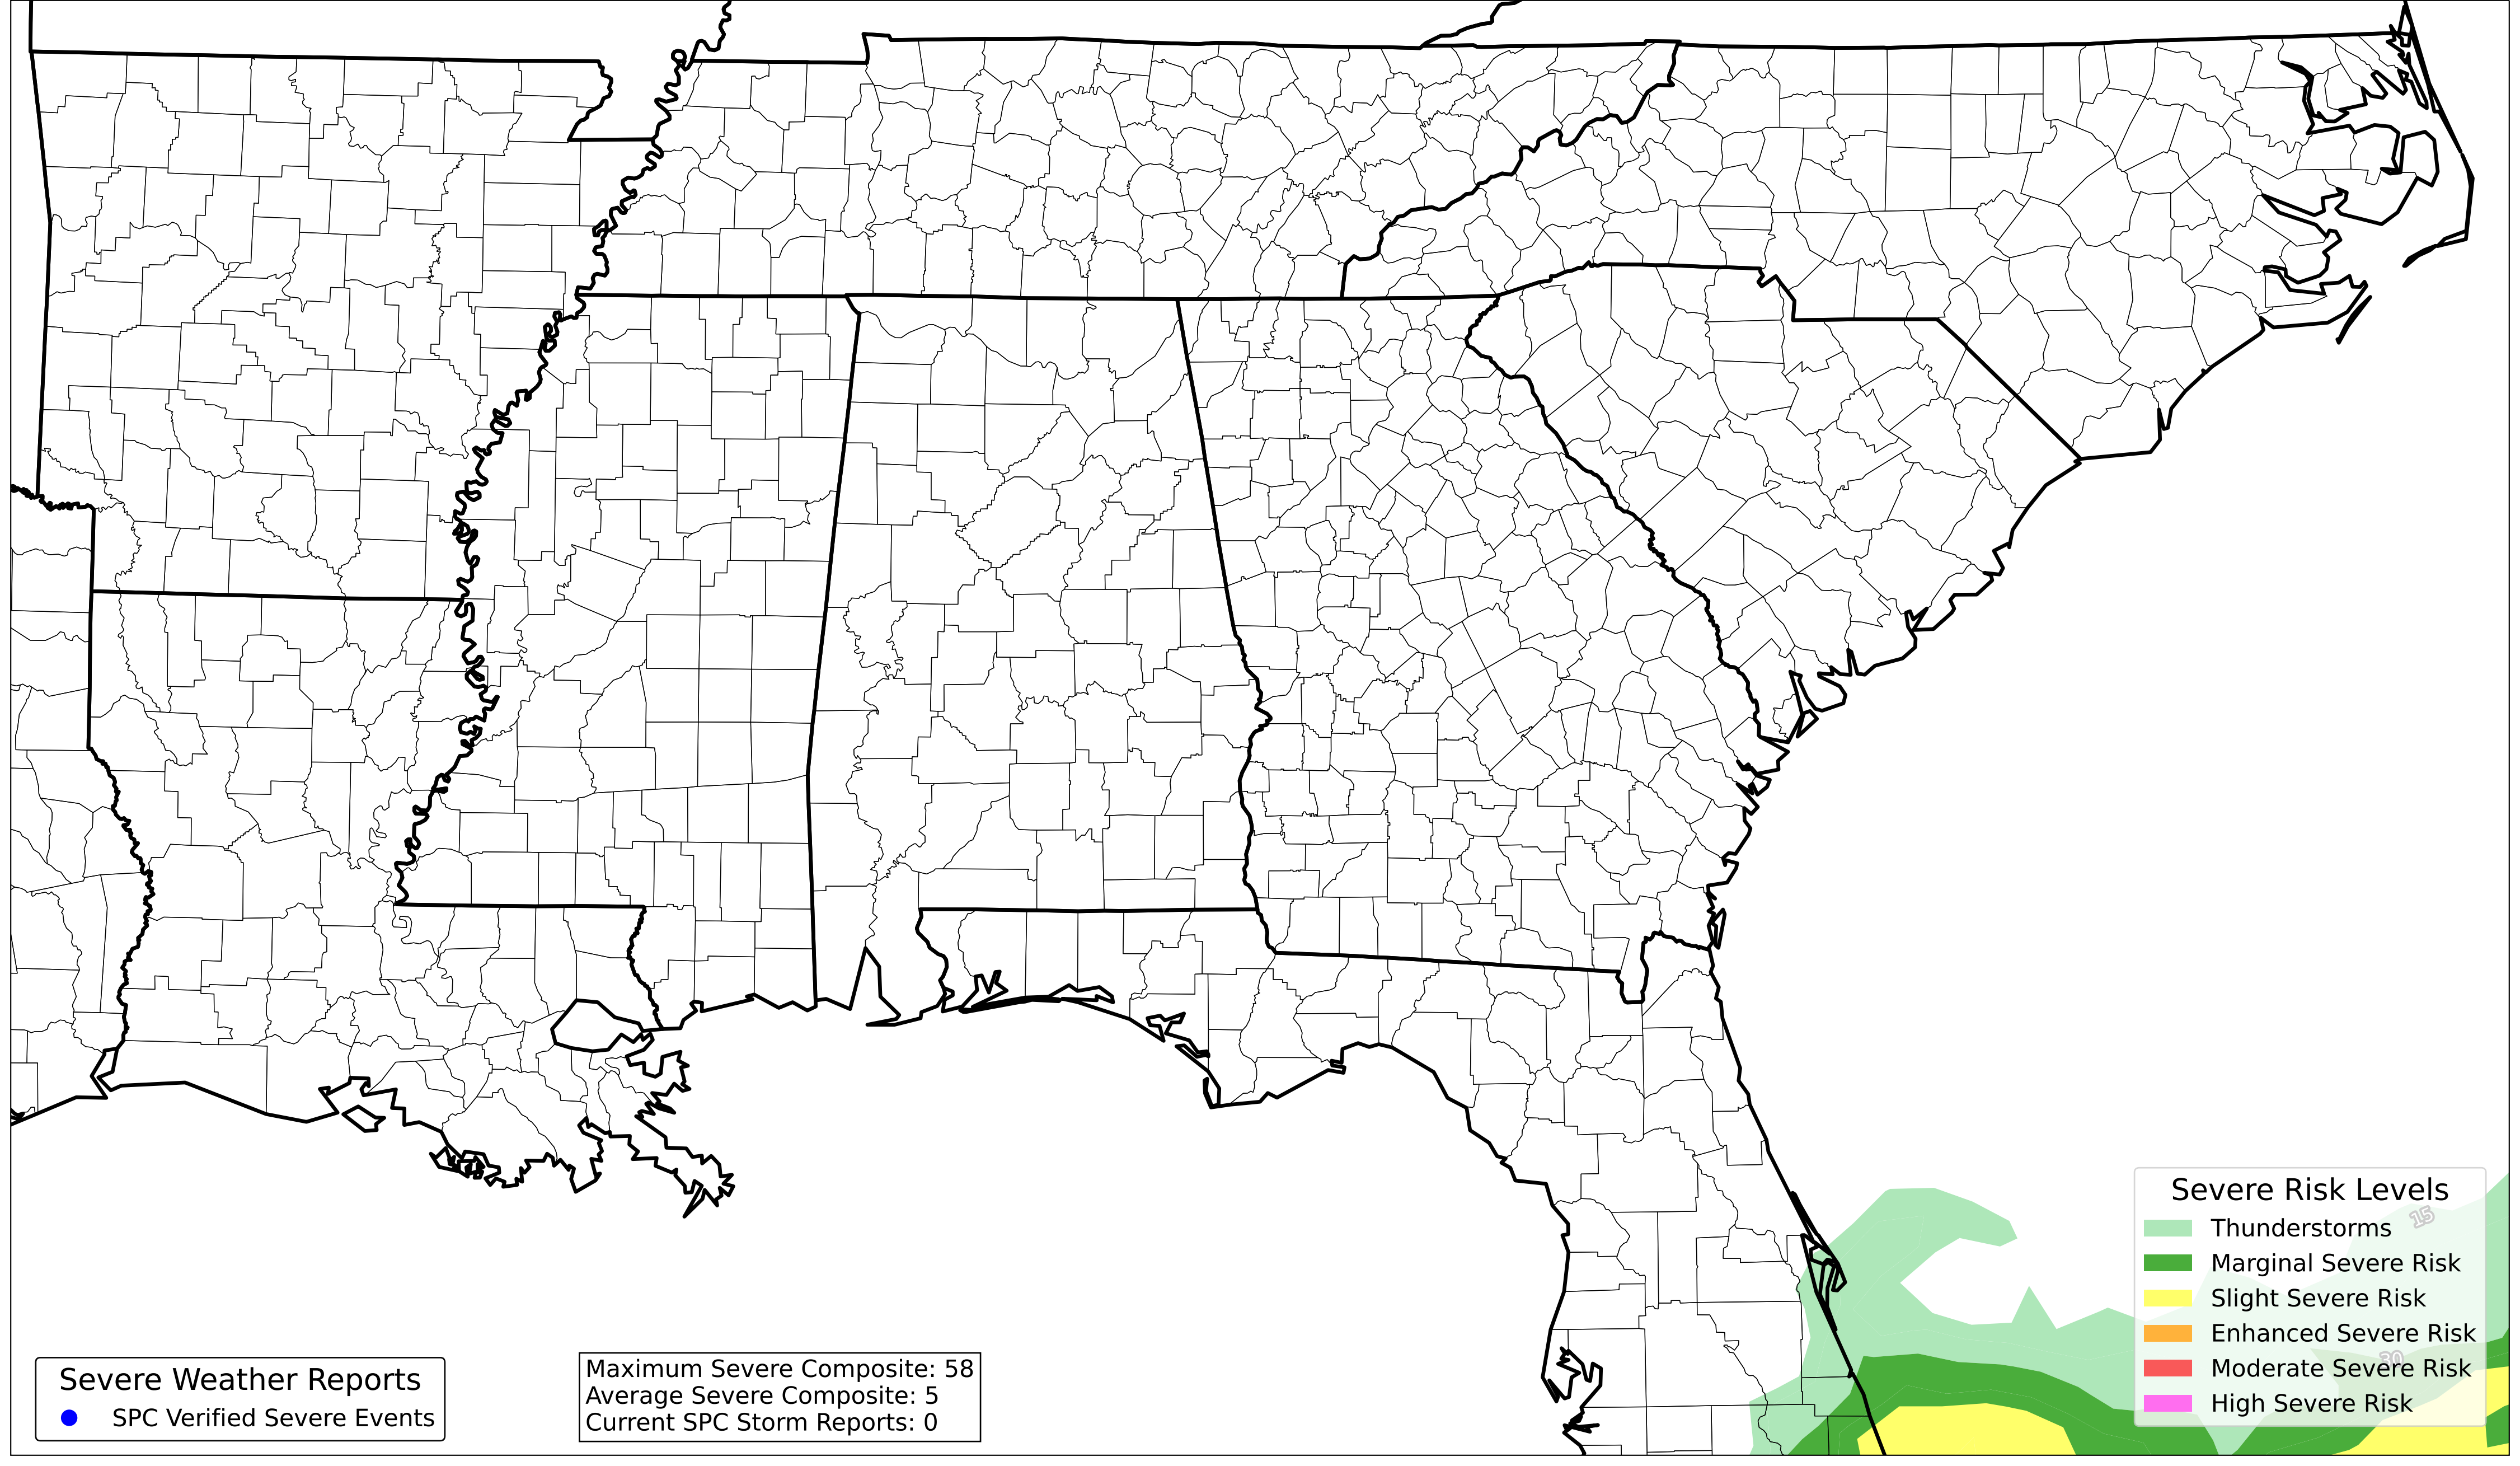 15
Severe Risk Levels
Thunderstorms
Marginal Severe Risk
Slight Severe Risk
Enhanced Severe Risk
30
Moderate Severe Risk
High Severe Risk
Severe Weather Reports
SPC Verified Severe Events
Maximum Severe Composite: 58
Average Severe Composite: 5
Current SPC Storm Reports: 0